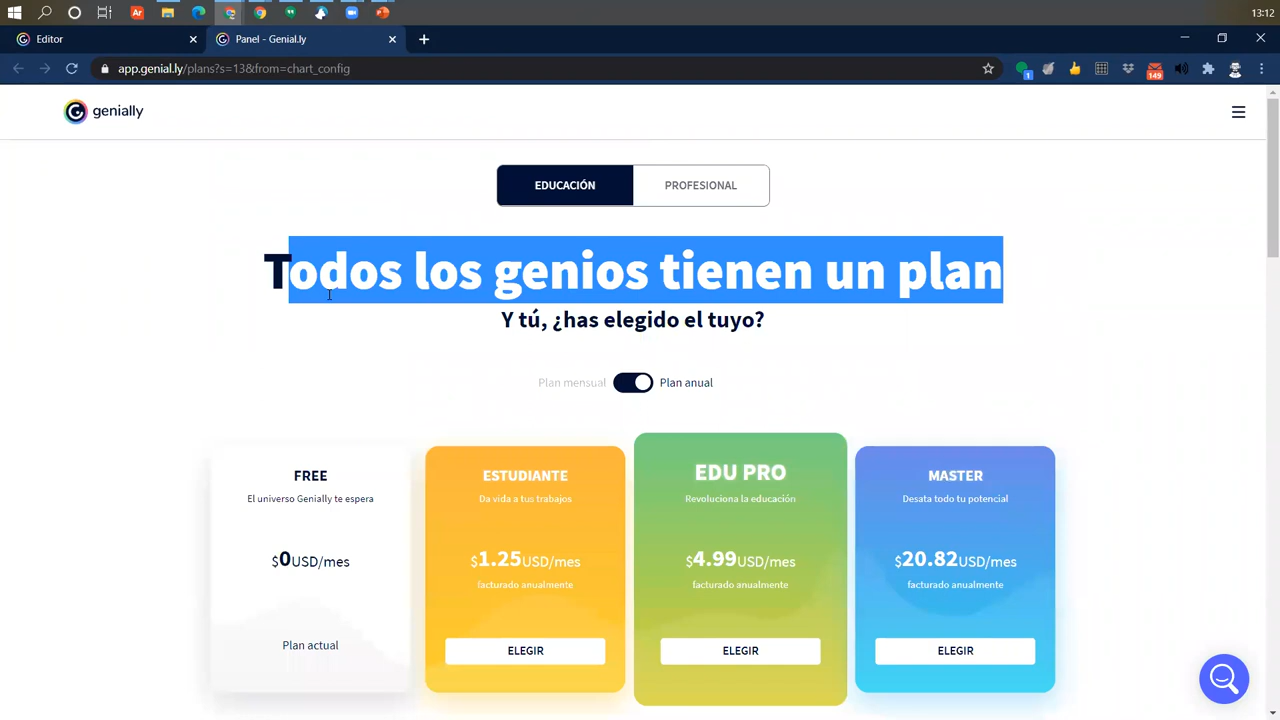 13:12
Editor
Panel - Genial.ly
app.genial.ly/plans?s=13&from=chart_config
1
149
genially
EDUCACIÓN
PROFESIONAL
Todos los genios tienen un plan
Y tú, ¿has elegido el tuyo?
Plan mensual
Plan anual
FREE
El universo Genially te espera
$0USD/mes
Plan actual
ESTUDIANTE
Da vida a tus trabajos
$1.25USD/mes
facturado anualmente
ELEGIR
EDU PRO
Revoluciona la educación
$4.99USD/mes
facturado anualmente
ELEGIR
MASTER
Desata todo tu potencial
$20.82USD/mes
facturado anualmente
ELEGIR